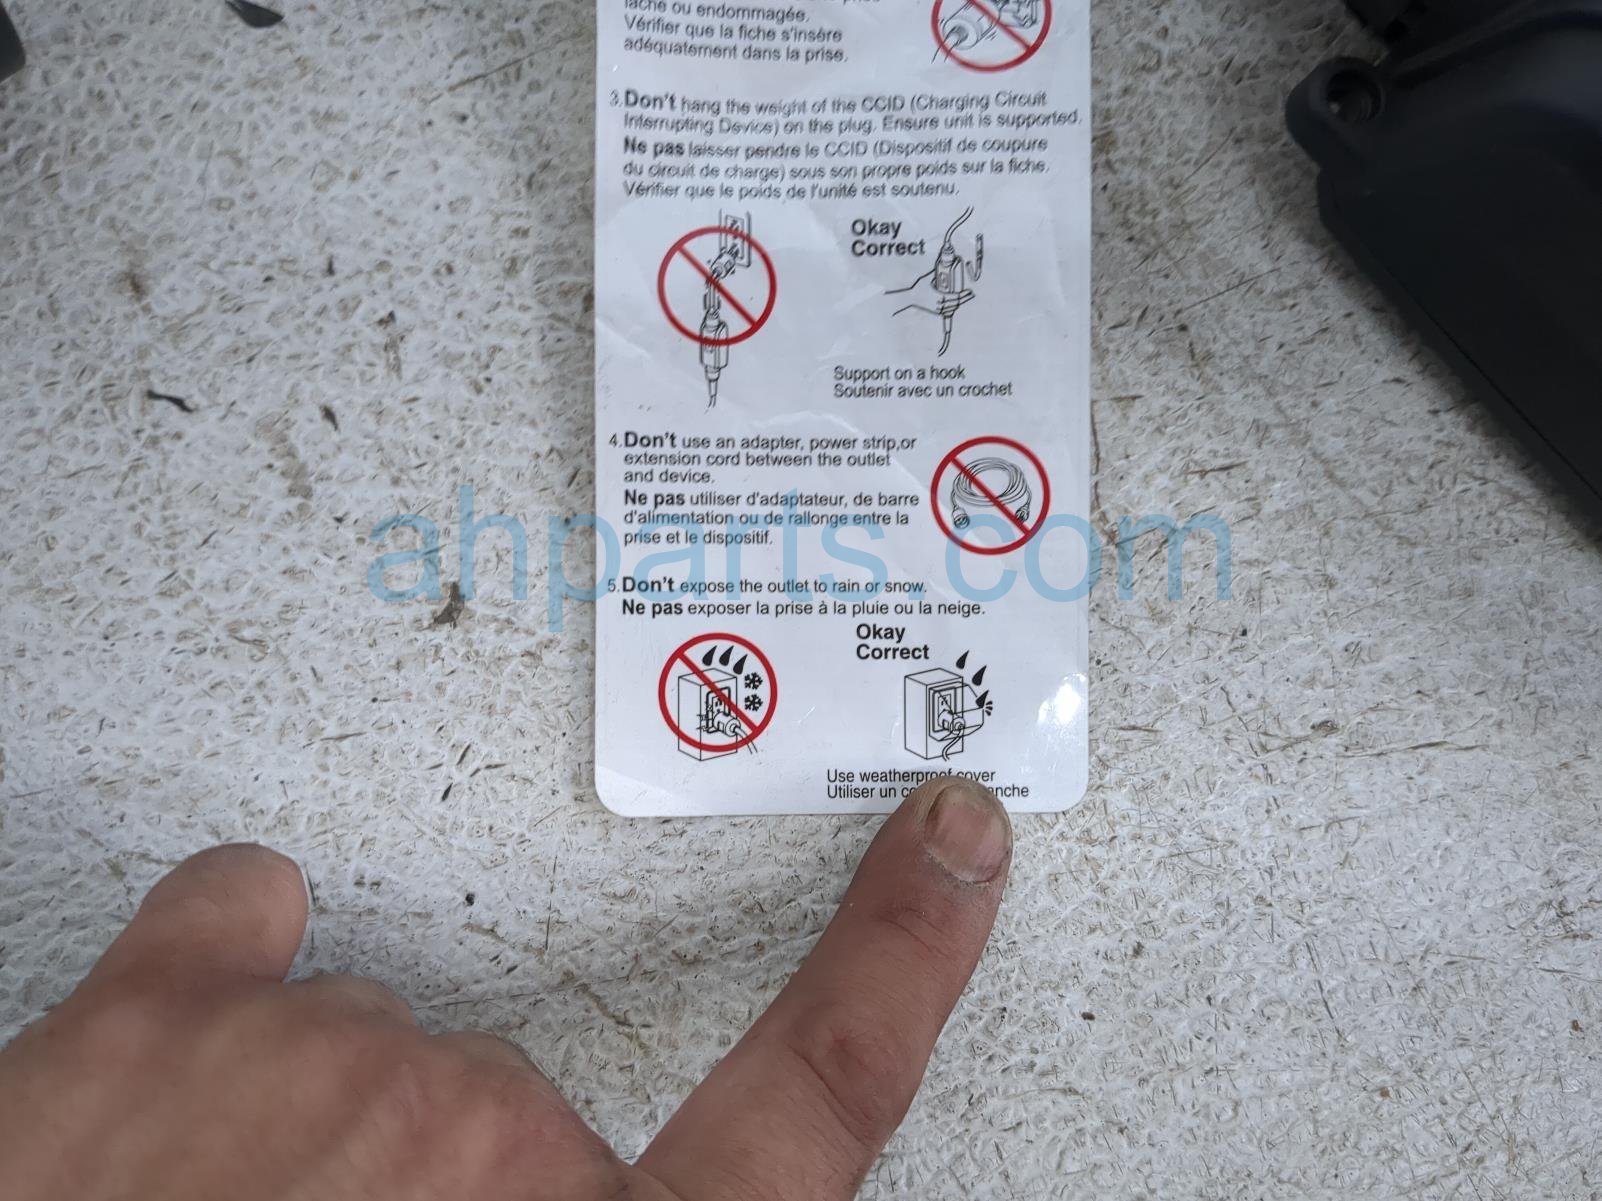 lâche ou endommagée.
Vérifier que la fiche s'insère
adéquatement dans la prise.
3.Don't hang the weight of the CCID (Charging Circuit
Interrupting Device) on the plug. Ensure unit is supported.
Ne pas laisser pendre le CCID (Dispositif de coupure
du circuit de charge) sous son propre poids sur la fiche.
Vérifier que le poids de l'unité est soutenu.
Okay
Correct
Support on a hook
Soutenir avec un crochet
4.Don't use an adapter, power strip,or
extension cord between the outlet
and device.
Ne pas utiliser d'adaptateur, de barre
d'alimentation ou de rallonge entre la
prise et le dispositif.
ahparts.com
5.Don't expose the outlet to rain or snow.
Ne pas exposer la prise à la pluie ou la neige.
Okay
Correct
Use weatherproof cover
Utiliser un